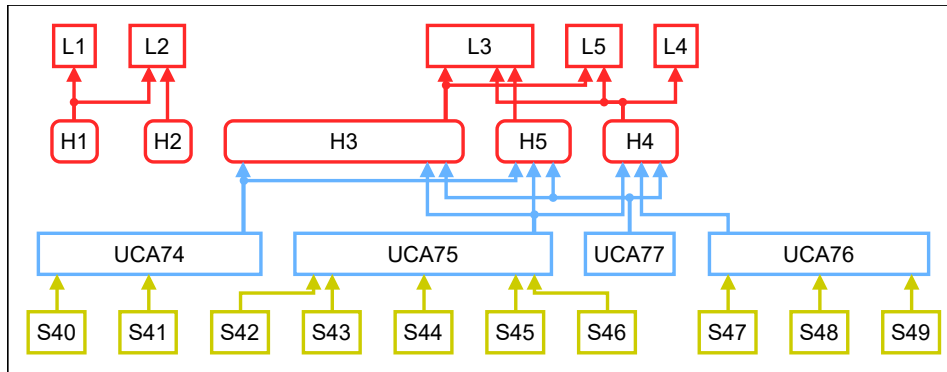 L1 L2 L3 L5 L4
H1 H2 H3 H5 H4
UCA74 UCA75 UCA77 UCA76
S40 S41 S42 S43 S44 S45 S46 S47 S48 S49